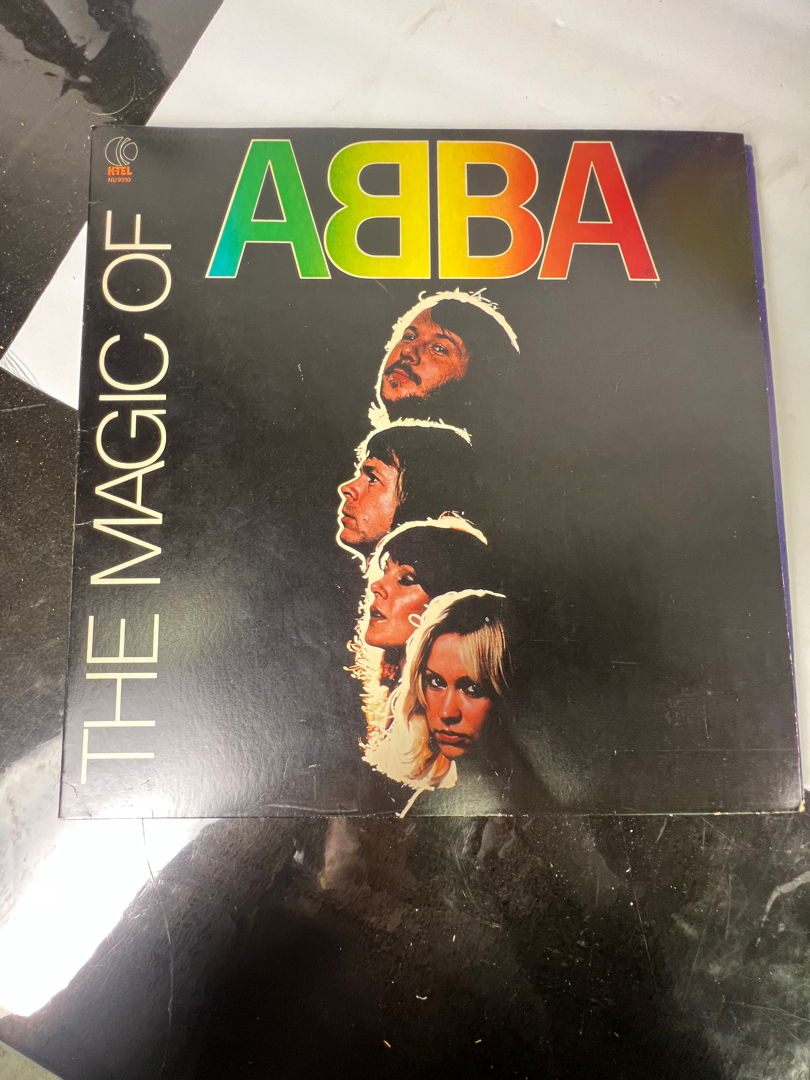 K-TEL
NU 9510
ABBA
THE MAGIC OF